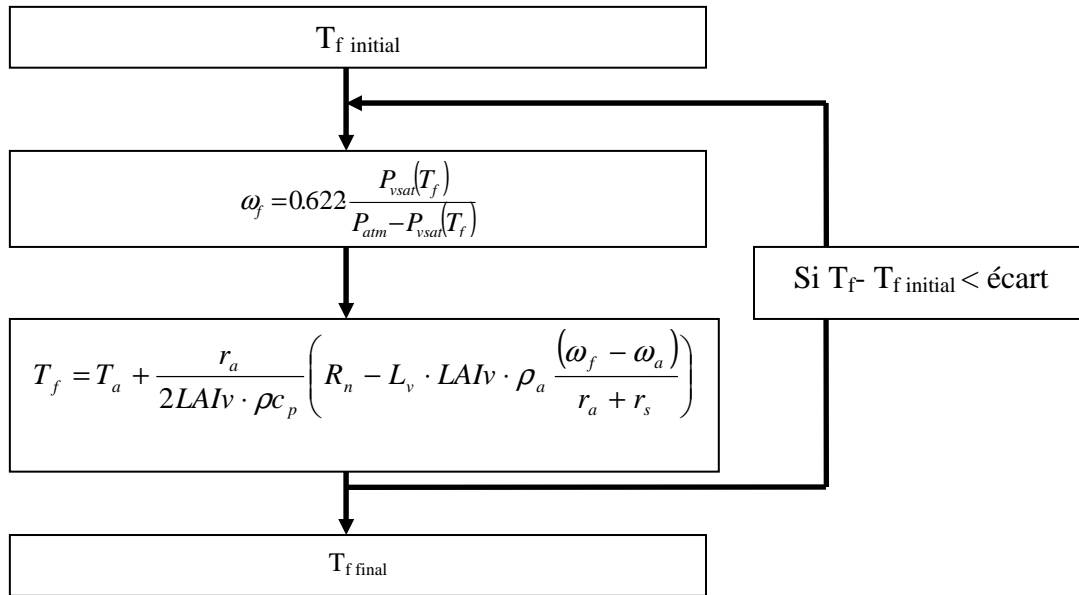 T_f initial
ω_f = 0.622 P_vsat(T_f) / (P_atm − P_vsat(T_f))
Si T_f - T_f initial < écart
T_f = T_a + r_a / (2LAIv · ρc_p) (R_n − L_v · LAIv · ρ_a (ω_f − ω_a) / (r_a + r_s))
T_f final